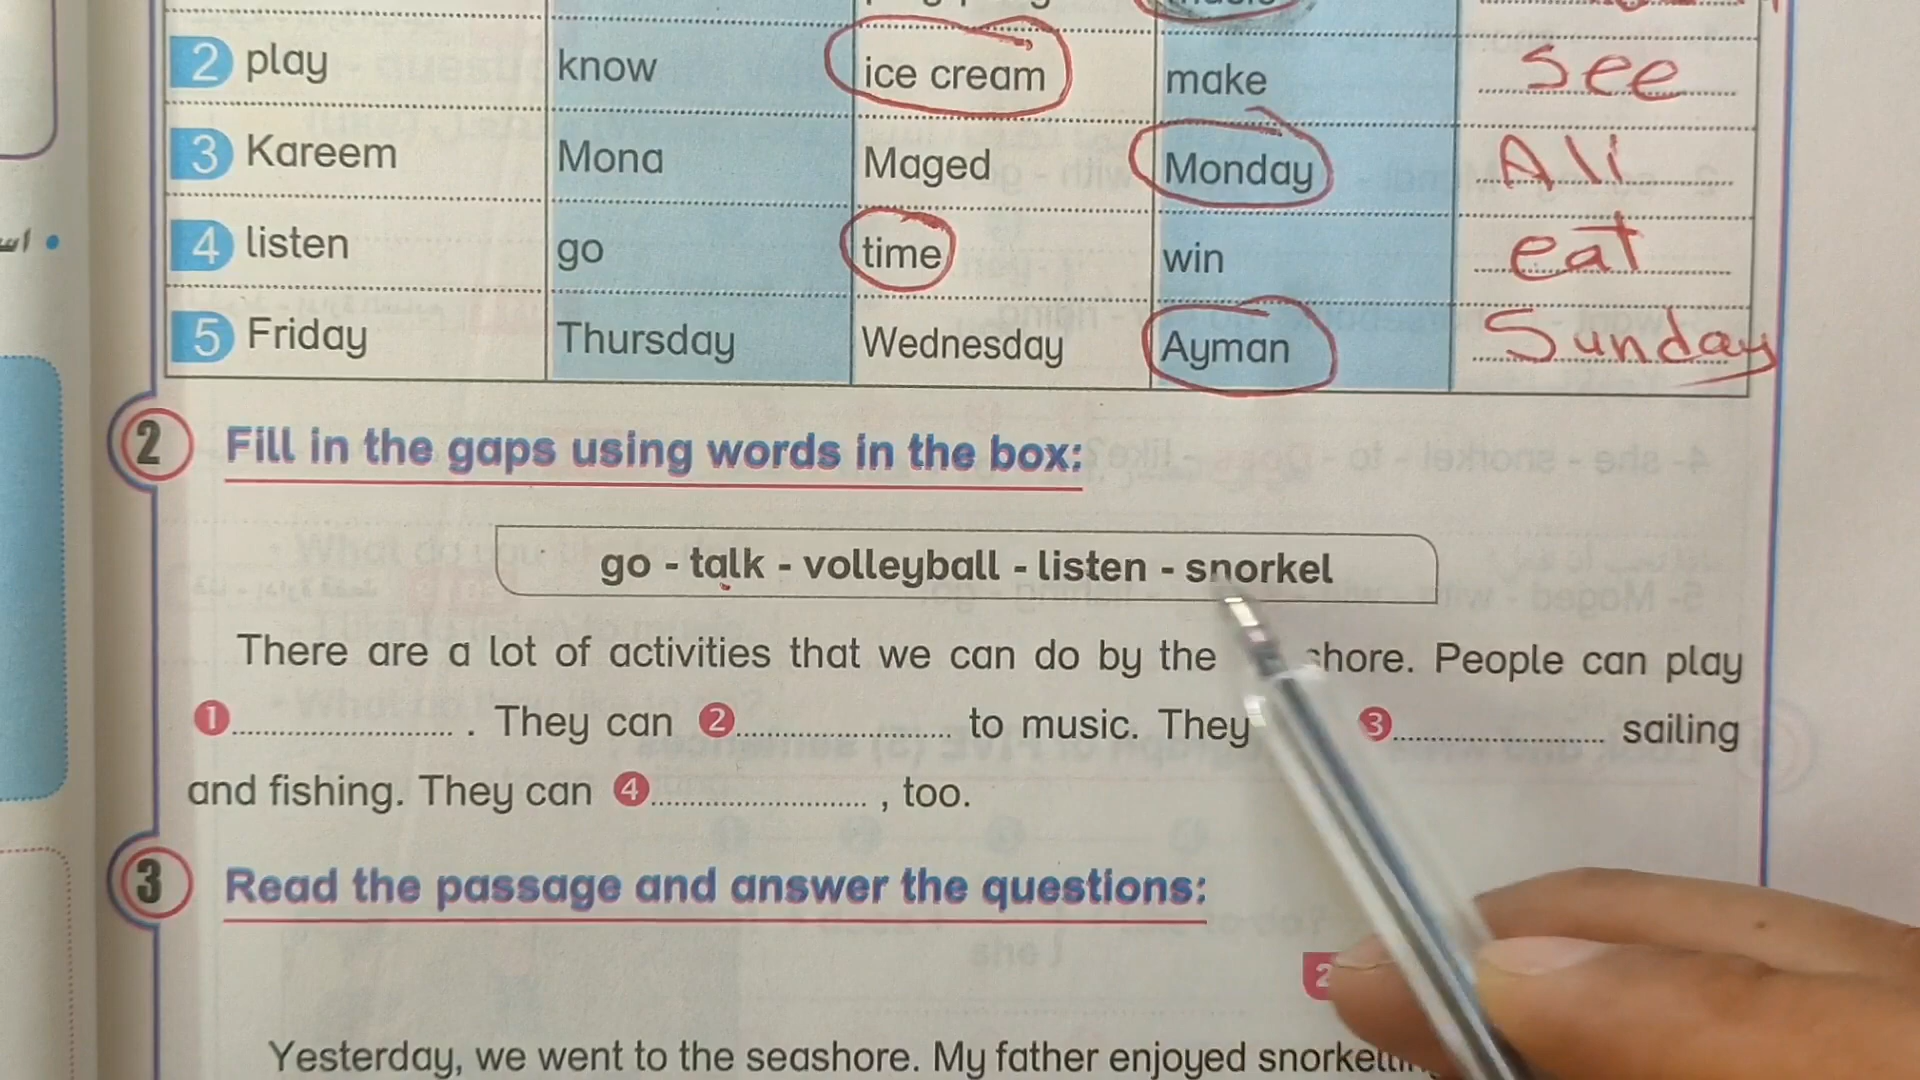 2 play know ice cream make see
3 Kareem Mona Maged Monday Ali
4 listen go time win eat
5 Friday Thursday Wednesday Ayman Sunday
2 Fill in the gaps using words in the box:
go - talk - volleyball - listen - snorkel
There are a lot of activities that we can do by the shore. People can play
1 ........................ . They can 2 ........................ to music. They 3 ........................ sailing
and fishing. They can 4 ........................ , too.
3 Read the passage and answer the questions:
2
Yesterday, we went to the seashore. My father enjoyed